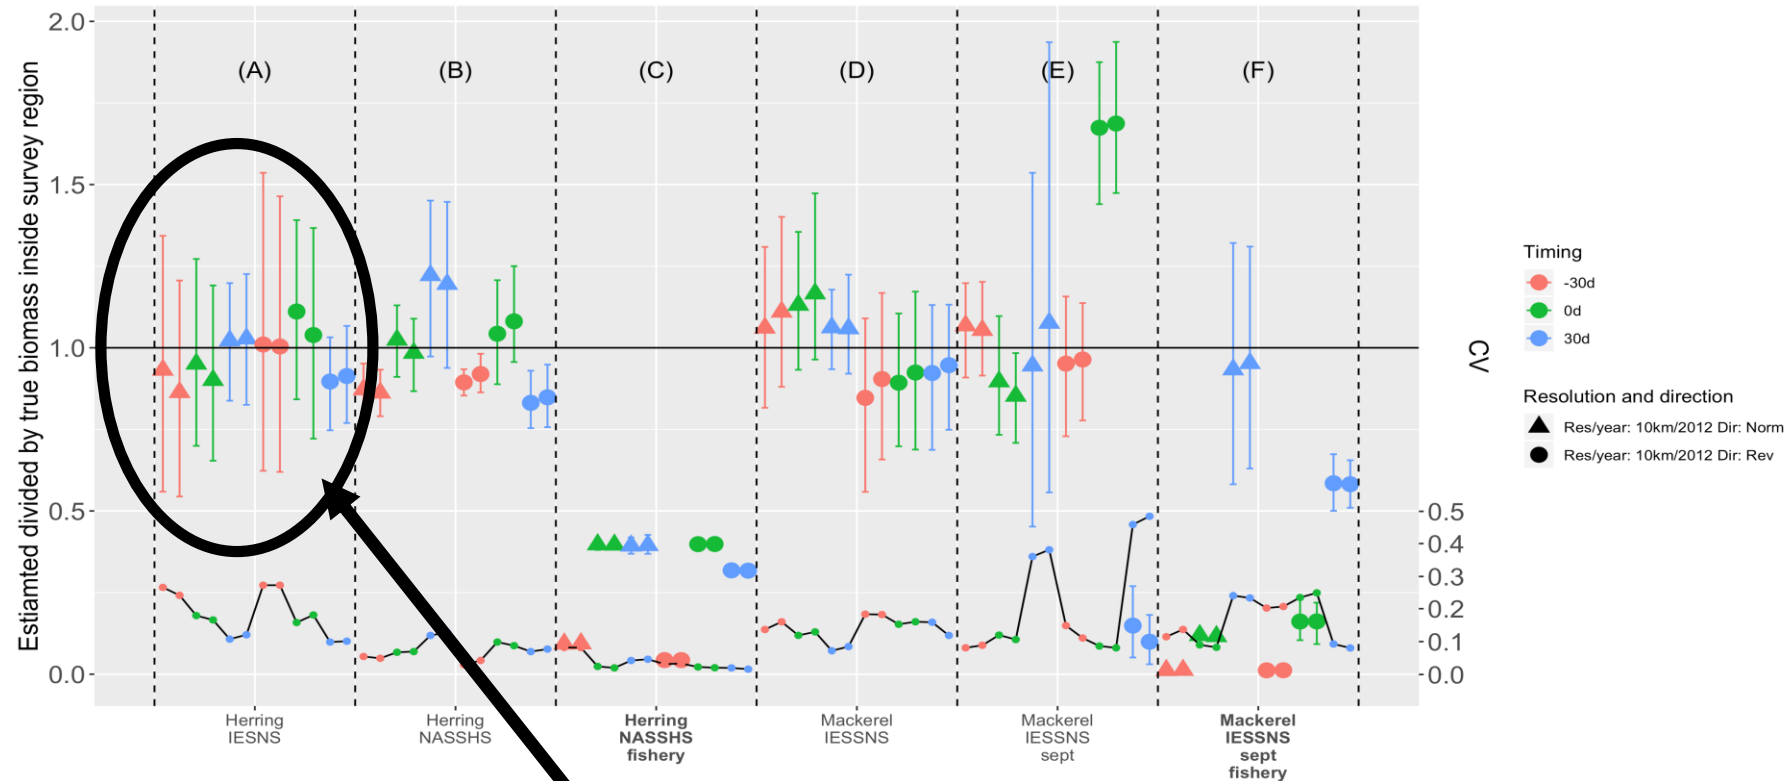 Estiamted divided by true biomass inside survey region
2.0
1.5
1.0
0.5
0.0
(A)
(B)
(C)
(D)
(E)
(F)
0.5
0.4
0.3
0.2
0.1
0.0
CV
Herring
IESNS
Herring
NASSHS
Herring
NASSHS
fishery
Mackerel
IESSNS
Mackerel
IESSNS
sept
Mackerel
IESSNS
sept
fishery
Timing
-30d
0d
30d
Resolution and direction
Res/year: 10km/2012 Dir: Norm
Res/year: 10km/2012 Dir: Rev